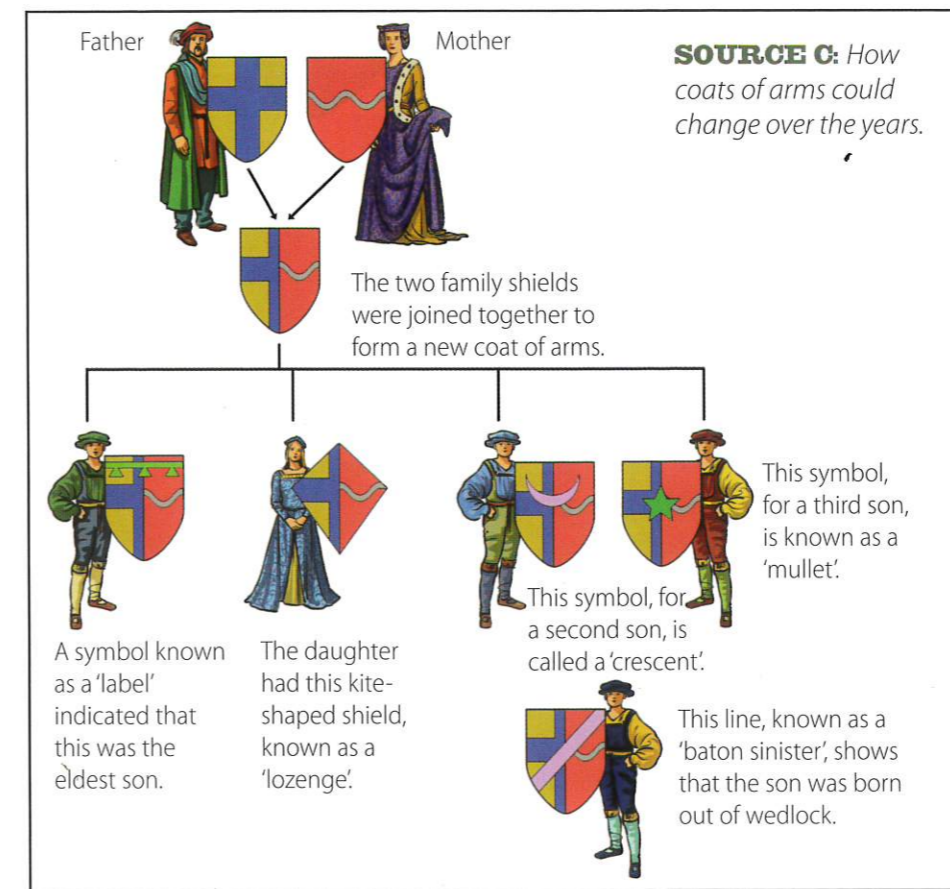 Father
Mother
SOURCE C: How
coats of arms could
change over the years.
The two family shields
were joined together to
form a new coat of arms.
A symbol known
as a 'label'
indicated that
this was the
eldest son.
The daughter
had this kite-
shaped shield,
known as a
'lozenge'.
This symbol, for
a second son, is
called a 'crescent'.
This symbol,
for a third son,
is known as a
'mullet'.
This line, known as a
'baton sinister', shows
that the son was born
out of wedlock.